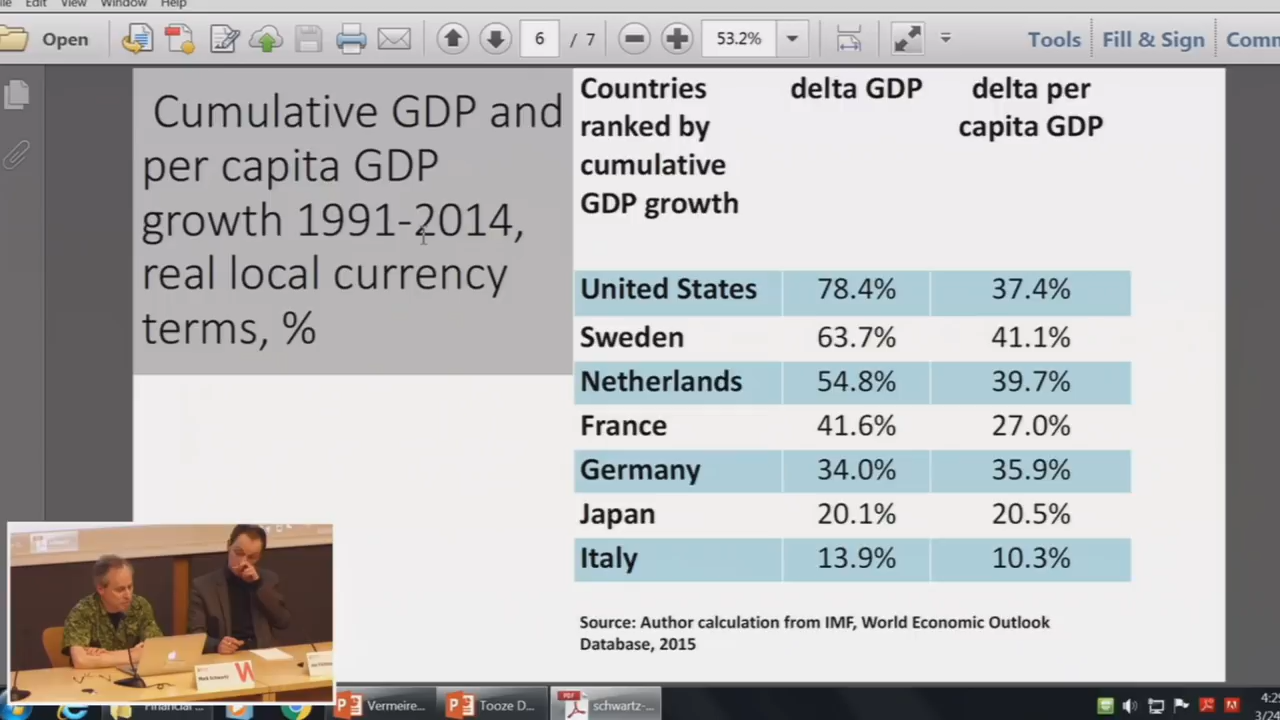 File Edit View Window Help
Open
6 / 7
53.2%
Tools
Fill & Sign
Cumulative GDP and
per capita GDP
growth 1991-2014,
real local currency
terms, %
Countries
ranked by
cumulative
GDP growth
delta GDP
delta per
capita GDP
United States 78.4% 37.4%
Sweden 63.7% 41.1%
Netherlands 54.8% 39.7%
France 41.6% 27.0%
Germany 34.0% 35.9%
Japan 20.1% 20.5%
Italy 13.9% 10.3%
Source: Author calculation from IMF, World Economic Outlook
Database, 2015
Mark Schwartz
W
Financial
Vermeire...
Tooze D...
PDF
schwartz-...